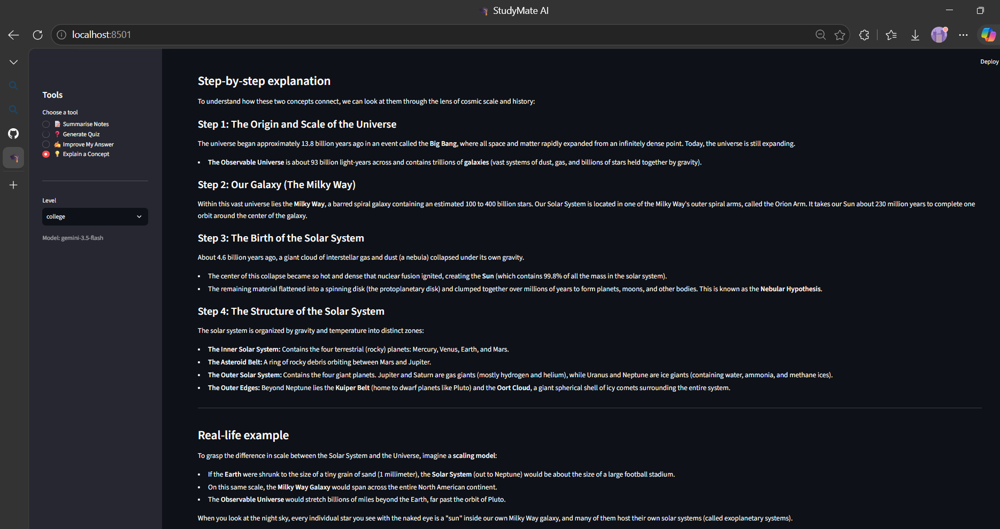 StudyMate AI
localhost:8501
Deploy
Tools
Choose a tool
Summarise Notes
Generate Quiz
Improve My Answer
Explain a Concept
Level
college
Model: gemini-3.5-flash
Step-by-step explanation
To understand how these two concepts connect, we can look at them through the lens of cosmic scale and history:
Step 1: The Origin and Scale of the Universe
The universe began approximately 13.8 billion years ago in an event called the Big Bang, where all space and matter rapidly expanded from an infinitely dense point. Today, the universe is still expanding.
• The Observable Universe is about 93 billion light-years across and contains trillions of galaxies (vast systems of dust, gas, and billions of stars held together by gravity).
Step 2: Our Galaxy (The Milky Way)
Within this vast universe lies the Milky Way, a barred spiral galaxy containing an estimated 100 to 400 billion stars. Our Solar System is located in one of the Milky Way's outer spiral arms, called the Orion Arm. It takes our Sun about 230 million years to complete one
orbit around the center of the galaxy.
Step 3: The Birth of the Solar System
About 4.6 billion years ago, a giant cloud of interstellar gas and dust (a nebula) collapsed under its own gravity.
• The center of this collapse became so hot and dense that nuclear fusion ignited, creating the Sun (which contains 99.8% of all the mass in the solar system).
• The remaining material flattened into a spinning disk (the protoplanetary disk) and clumped together over millions of years to form planets, moons, and other bodies. This is known as the Nebular Hypothesis.
Step 4: The Structure of the Solar System
The solar system is organized by gravity and temperature into distinct zones:
• The Inner Solar System: Contains the four terrestrial (rocky) planets: Mercury, Venus, Earth, and Mars.
• The Asteroid Belt: A ring of rocky debris orbiting between Mars and Jupiter.
• The Outer Solar System: Contains the four giant planets. Jupiter and Saturn are gas giants (mostly hydrogen and helium), while Uranus and Neptune are ice giants (containing water, ammonia, and methane ices).
• The Outer Edges: Beyond Neptune lies the Kuiper Belt (home to dwarf planets like Pluto) and the Oort Cloud, a giant spherical shell of icy comets surrounding the entire system.
Real-life example
To grasp the difference in scale between the Solar System and the Universe, imagine a scaling model:
• If the Earth were shrunk to the size of a tiny grain of sand (1 millimeter), the Solar System (out to Neptune) would be about the size of a large football stadium.
• On this same scale, the Milky Way Galaxy would span across the entire North American continent.
• The Observable Universe would stretch billions of miles beyond the Earth, far past the orbit of Pluto.
When you look at the night sky, every individual star you see with the naked eye is a "sun" inside our own Milky Way galaxy, and many of them host their own solar systems (called exoplanetary systems).